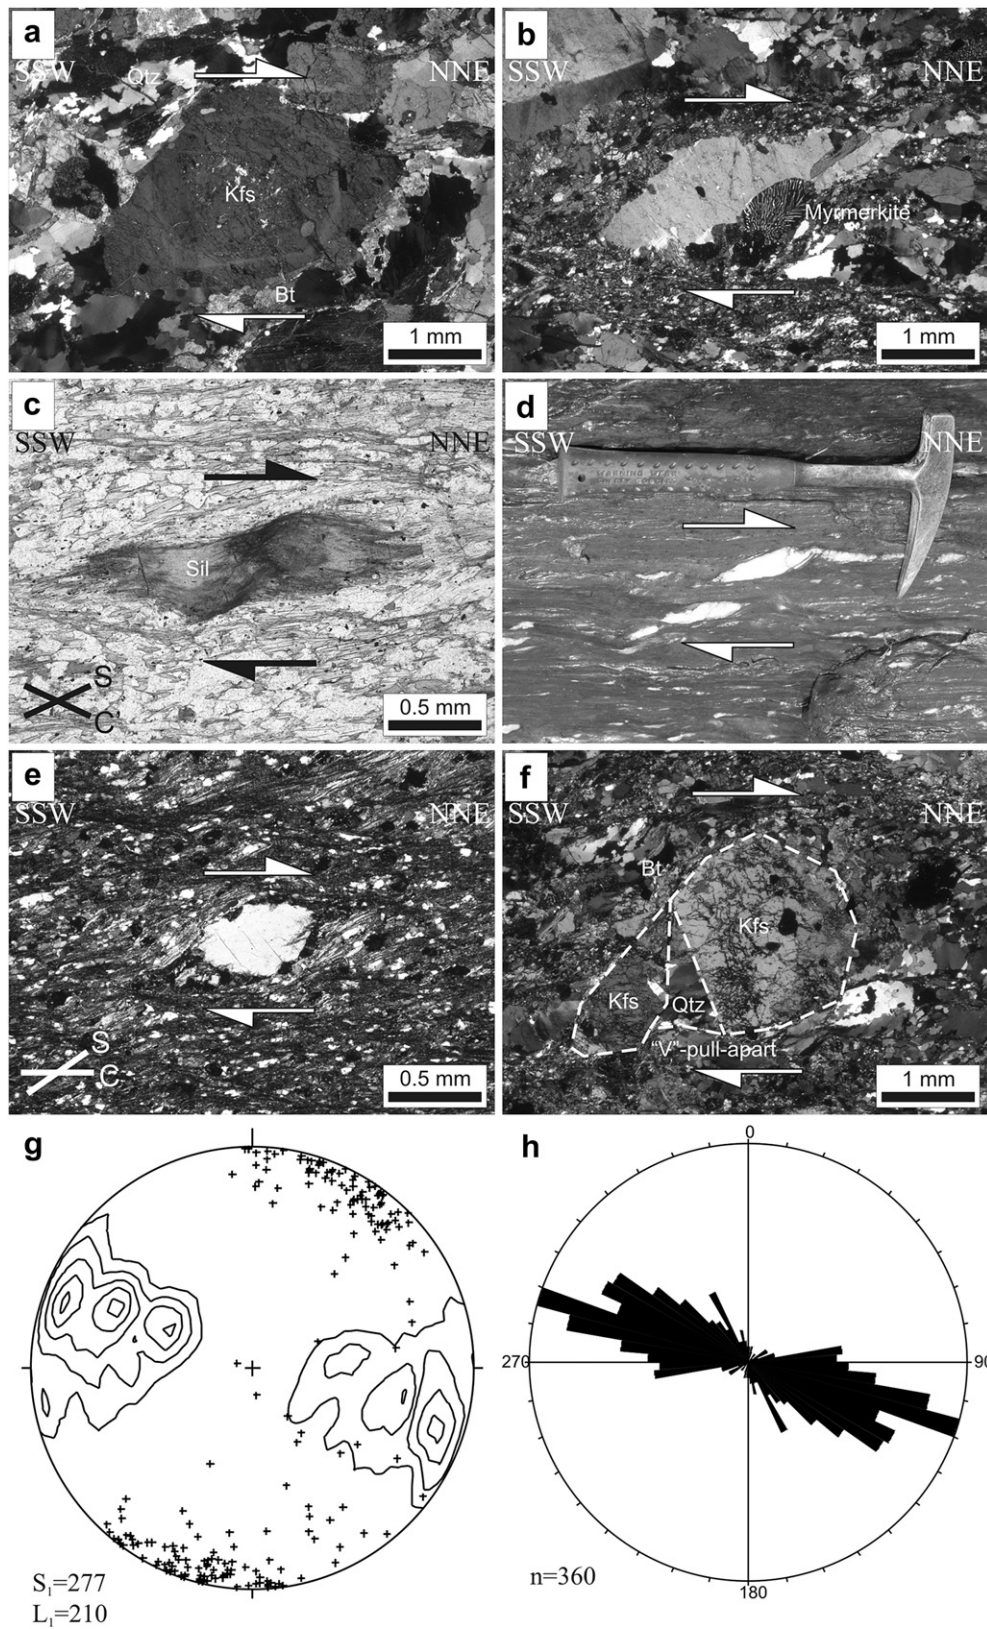 a
SSW
Qtz
NNE
Kfs
Bt
1 mm
b
SSW
NNE
Myrmerkite
1 mm
c
SSW
NNE
Sil
S
C'
0.5 mm
d
SSW
NNE
e
SSW
NNE
S
C
0.5 mm
f
SSW
NNE
Bt
Kfs
Kfs
Qtz
"V"-pull-apart
1 mm
g
S₁=277
L₁=210
h
0
270
90
180
n=360